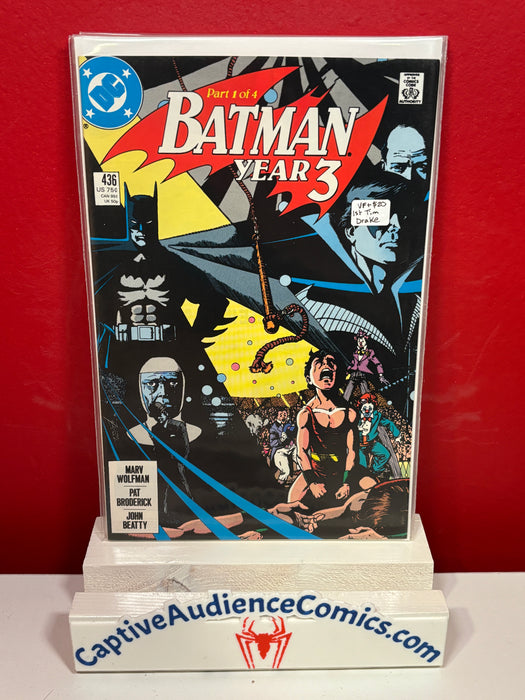 DC
Part 1 of 4
BATMAN
YEAR 3
APPROVED
BY THE
COMICS
CODE
AUTHORITY
436
US 75¢
CAN 95¢
UK 50p
VF+ $20
1st Tim
Drake
MARV
WOLFMAN
PAT
BRODERICK
JOHN
BEATTY
CaptiveAudienceComics.com